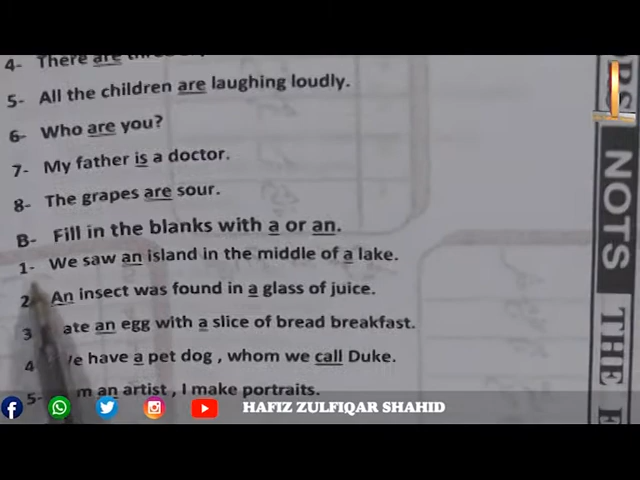 4- There are
5- All the children are laughing loudly.
6- Who are you?
7- My father is a doctor.
8- The grapes are sour.
B- Fill in the blanks with a or an.
1- We saw an island in the middle of a lake.
2 An insect was found in a glass of juice.
3 ate an egg with a slice of bread breakfast.
4 have a pet dog , whom we call Duke.
5- an artist , I make portraits.
HAFIZ ZULFIQAR SHAHID
NOTS
THE